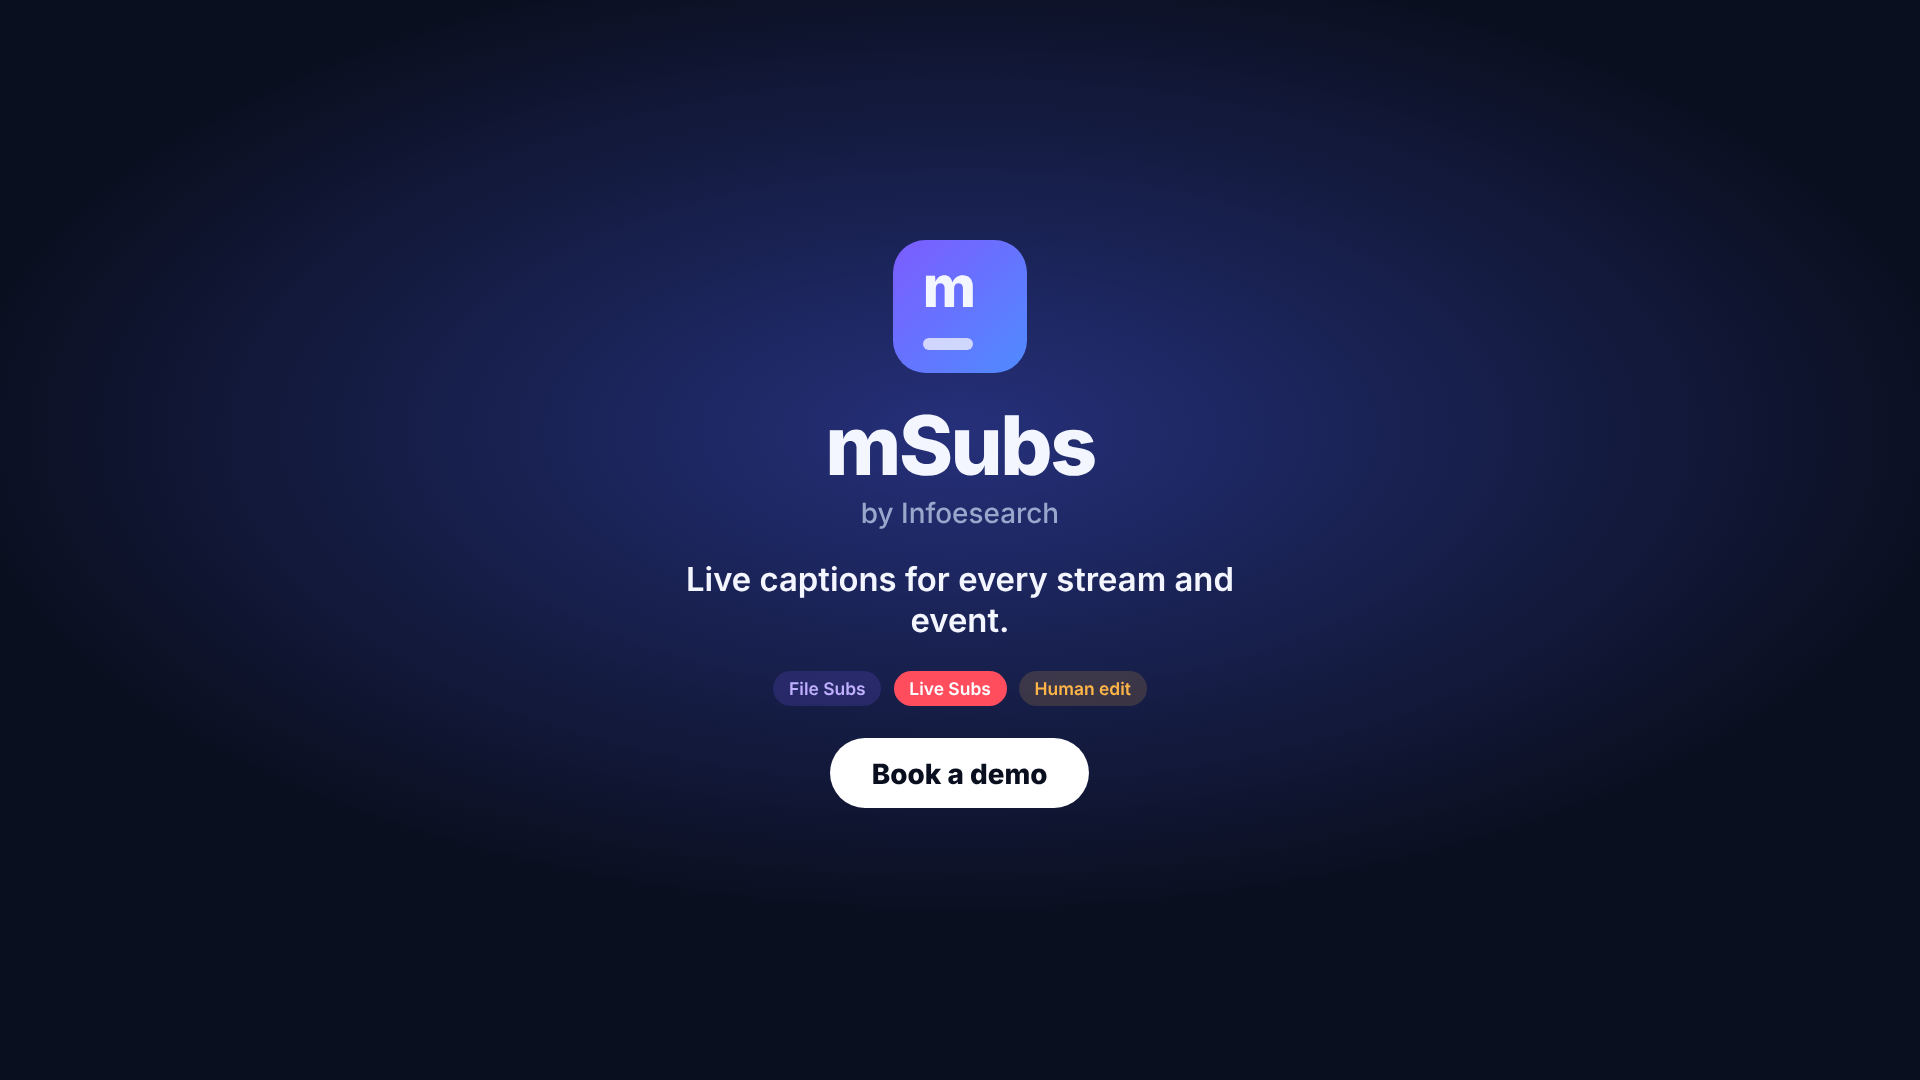 m
mSubs
by Infoesearch
Live captions for every stream and
event.
File Subs Live Subs Human edit
Book a demo